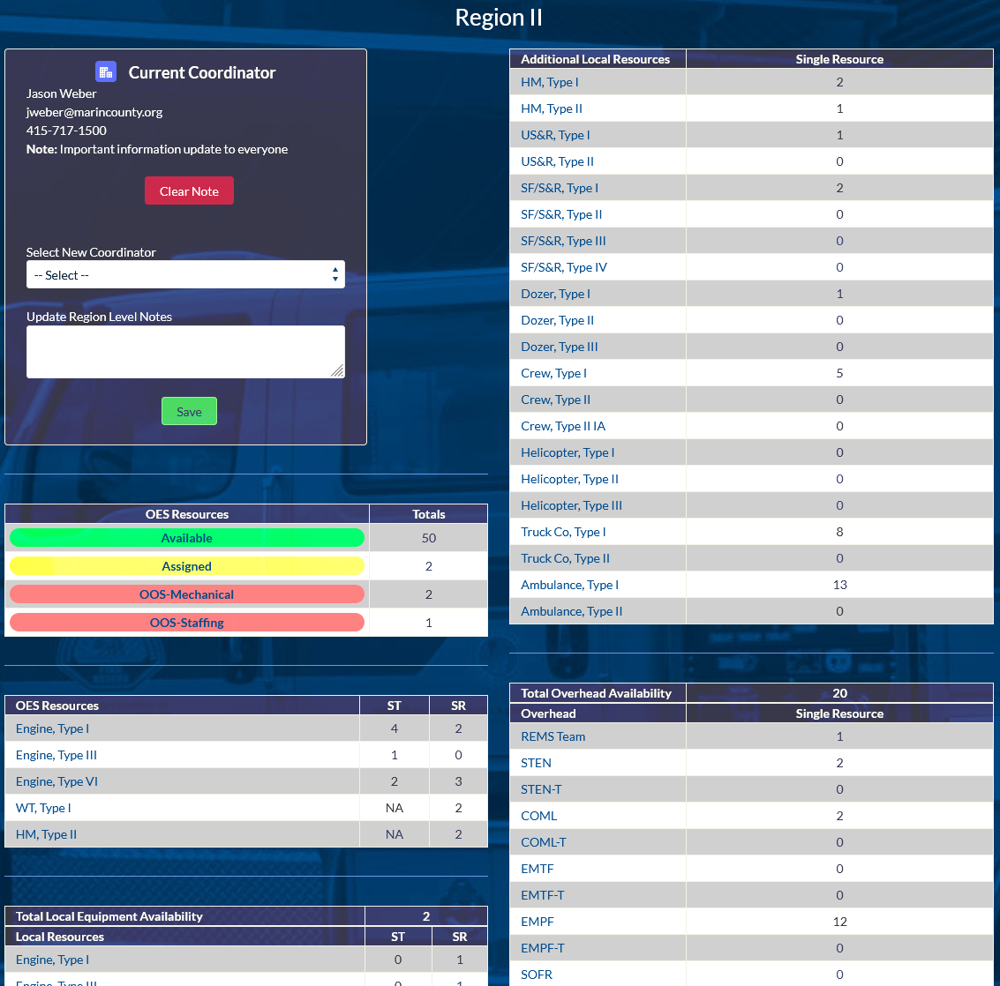 Region II
Current Coordinator
Jason Weber
jweber@marincounty.org
415-717-1500
Note: Important information update to everyone
Clear Note
Select New Coordinator
-- Select --
Update Region Level Notes
Save
OES Resources Totals
Available 50
Assigned 2
OOS-Mechanical 2
OOS-Staffing 1
OES Resources ST SR
Engine, Type I 4 2
Engine, Type III 1 0
Engine, Type VI 2 3
WT, Type I NA 2
HM, Type II NA 2
Total Local Equipment Availability 2
Local Resources ST SR
Engine, Type I 0 1
Engine, Type III 0 1
Additional Local Resources Single Resource
HM, Type I 2
HM, Type II 1
US&R, Type I 1
US&R, Type II 0
SF/S&R, Type I 2
SF/S&R, Type II 0
SF/S&R, Type III 0
SF/S&R, Type IV 0
Dozer, Type I 1
Dozer, Type II 0
Dozer, Type III 0
Crew, Type I 5
Crew, Type II 0
Crew, Type II IA 0
Helicopter, Type I 0
Helicopter, Type II 0
Helicopter, Type III 0
Truck Co, Type I 8
Truck Co, Type II 0
Ambulance, Type I 13
Ambulance, Type II 0
Total Overhead Availability 20
Overhead Single Resource
REMS Team 1
STEN 2
STEN-T 0
COML 2
COML-T 0
EMTF 0
EMTF-T 0
EMPF 12
EMPF-T 0
SOFR 0